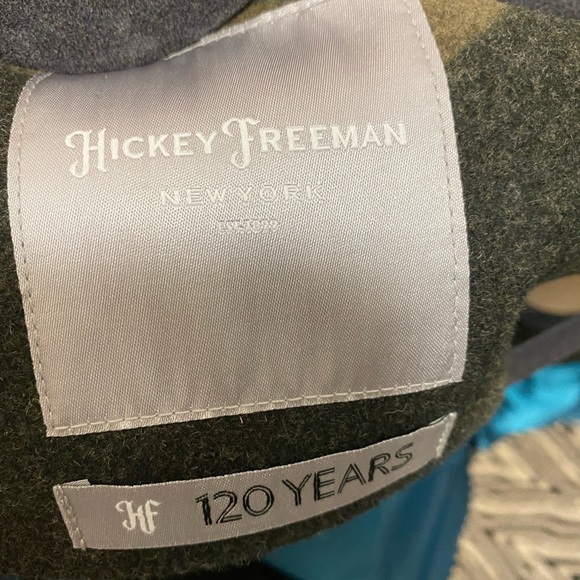 HICKEY FREEMAN
NEW YORK
EST. 1899
HF
120 YEARS